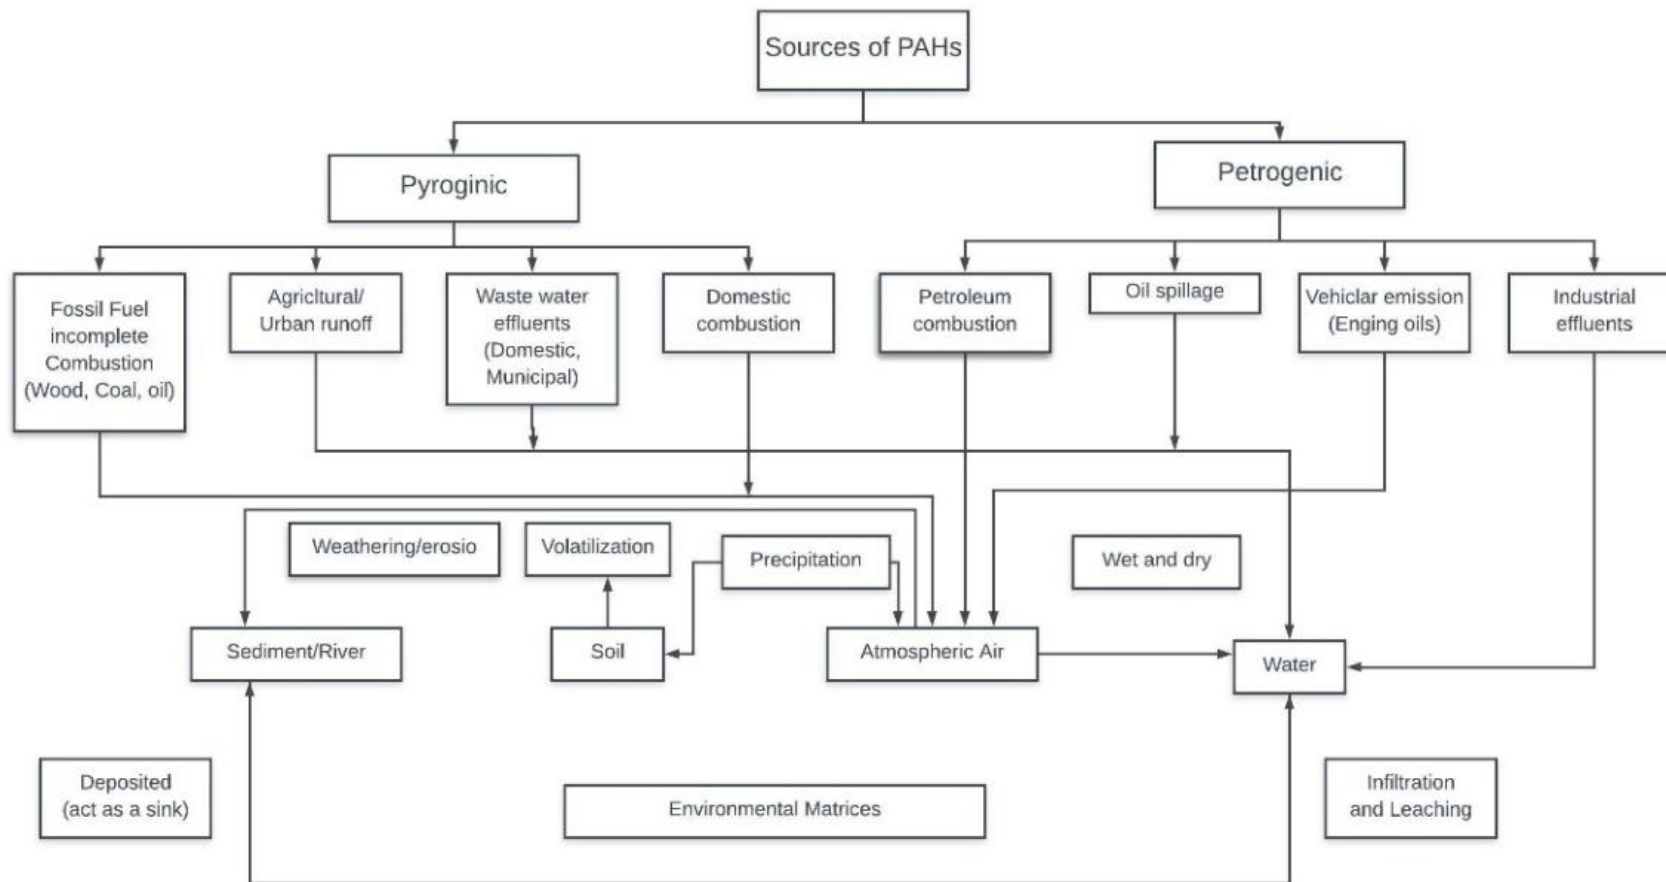 Sources of PAHs
Pyroginic
Petrogenic
Fossil Fuel
incomplete
Combustion
(Wood, Coal, oil)
Agricltural/
Urban runoff
Waste water
effluents
(Domestic,
Municipal)
Domestic
combustion
Petroleum
combustion
Oil spillage
Vehiclar emission
(Enging oils)
Industrial
effluents
Weathering/erosio
Volatilization
Precipitation
Wet and dry
Sediment/River
Soil
Atmospheric Air
Water
Deposited
(act as a sink)
Environmental Matrices
Infiltration
and Leaching